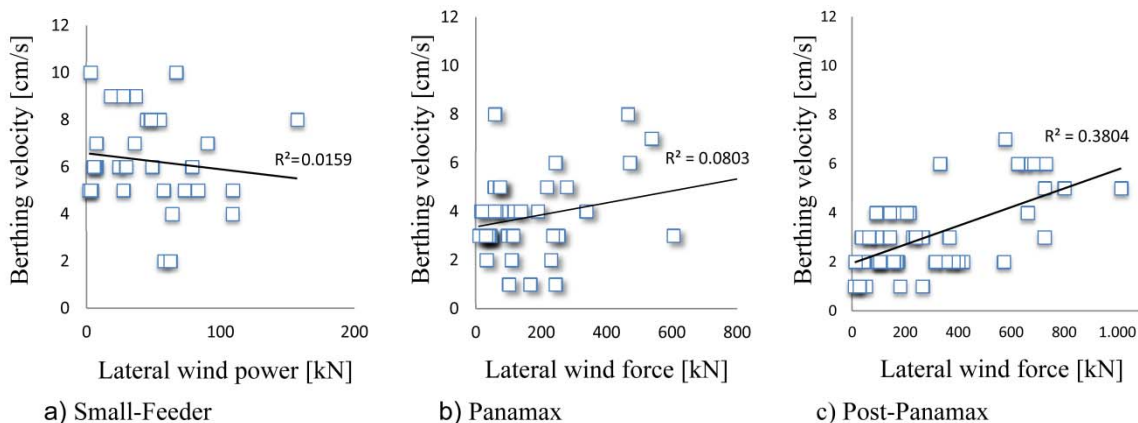 Berthing velocity [cm/s]
12
10
8
6
4
2
0
R²=0.0159
0
100
200
Lateral wind power [kN]
a) Small-Feeder
Berthing velocity [cm/s]
12
10
8
6
4
2
0
R² = 0.0803
0
200
400
600
800
Lateral wind force [kN]
b) Panamax
Berthing velocity [cm/s]
12
10
8
6
4
2
0
R² = 0.3804
0
200
400
600
800
1.000
Lateral wind force [kN]
c) Post-Panamax